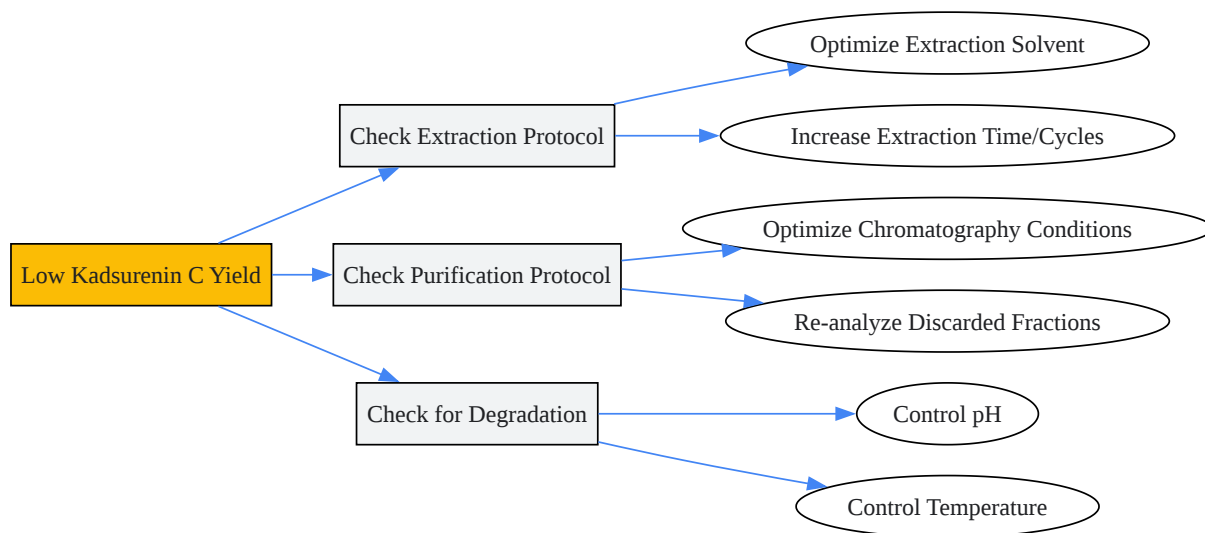 Optimize Extraction Solvent
Check Extraction Protocol
Increase Extraction Time/Cycles
Optimize Chromatography Conditions
Low Kadsurenin C Yield
Check Purification Protocol
Re-analyze Discarded Fractions
Check for Degradation
Control pH
Control Temperature